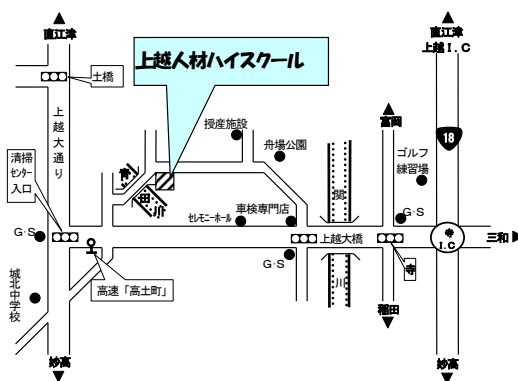 直江津
直江津
上越I.C
上越人材ハイスクール
土橋
富岡
18
上越大通り
授産施設
舟場公園
ゴルフ
練習場
清掃
センター
入口
関
川
セレモニーホール
車検専門店
G·S
G·S
上越大橋
寺
I.C
三和
G·S
G·S
寺
城北中学校
高速「高土町」
稲田
妙高
妙高